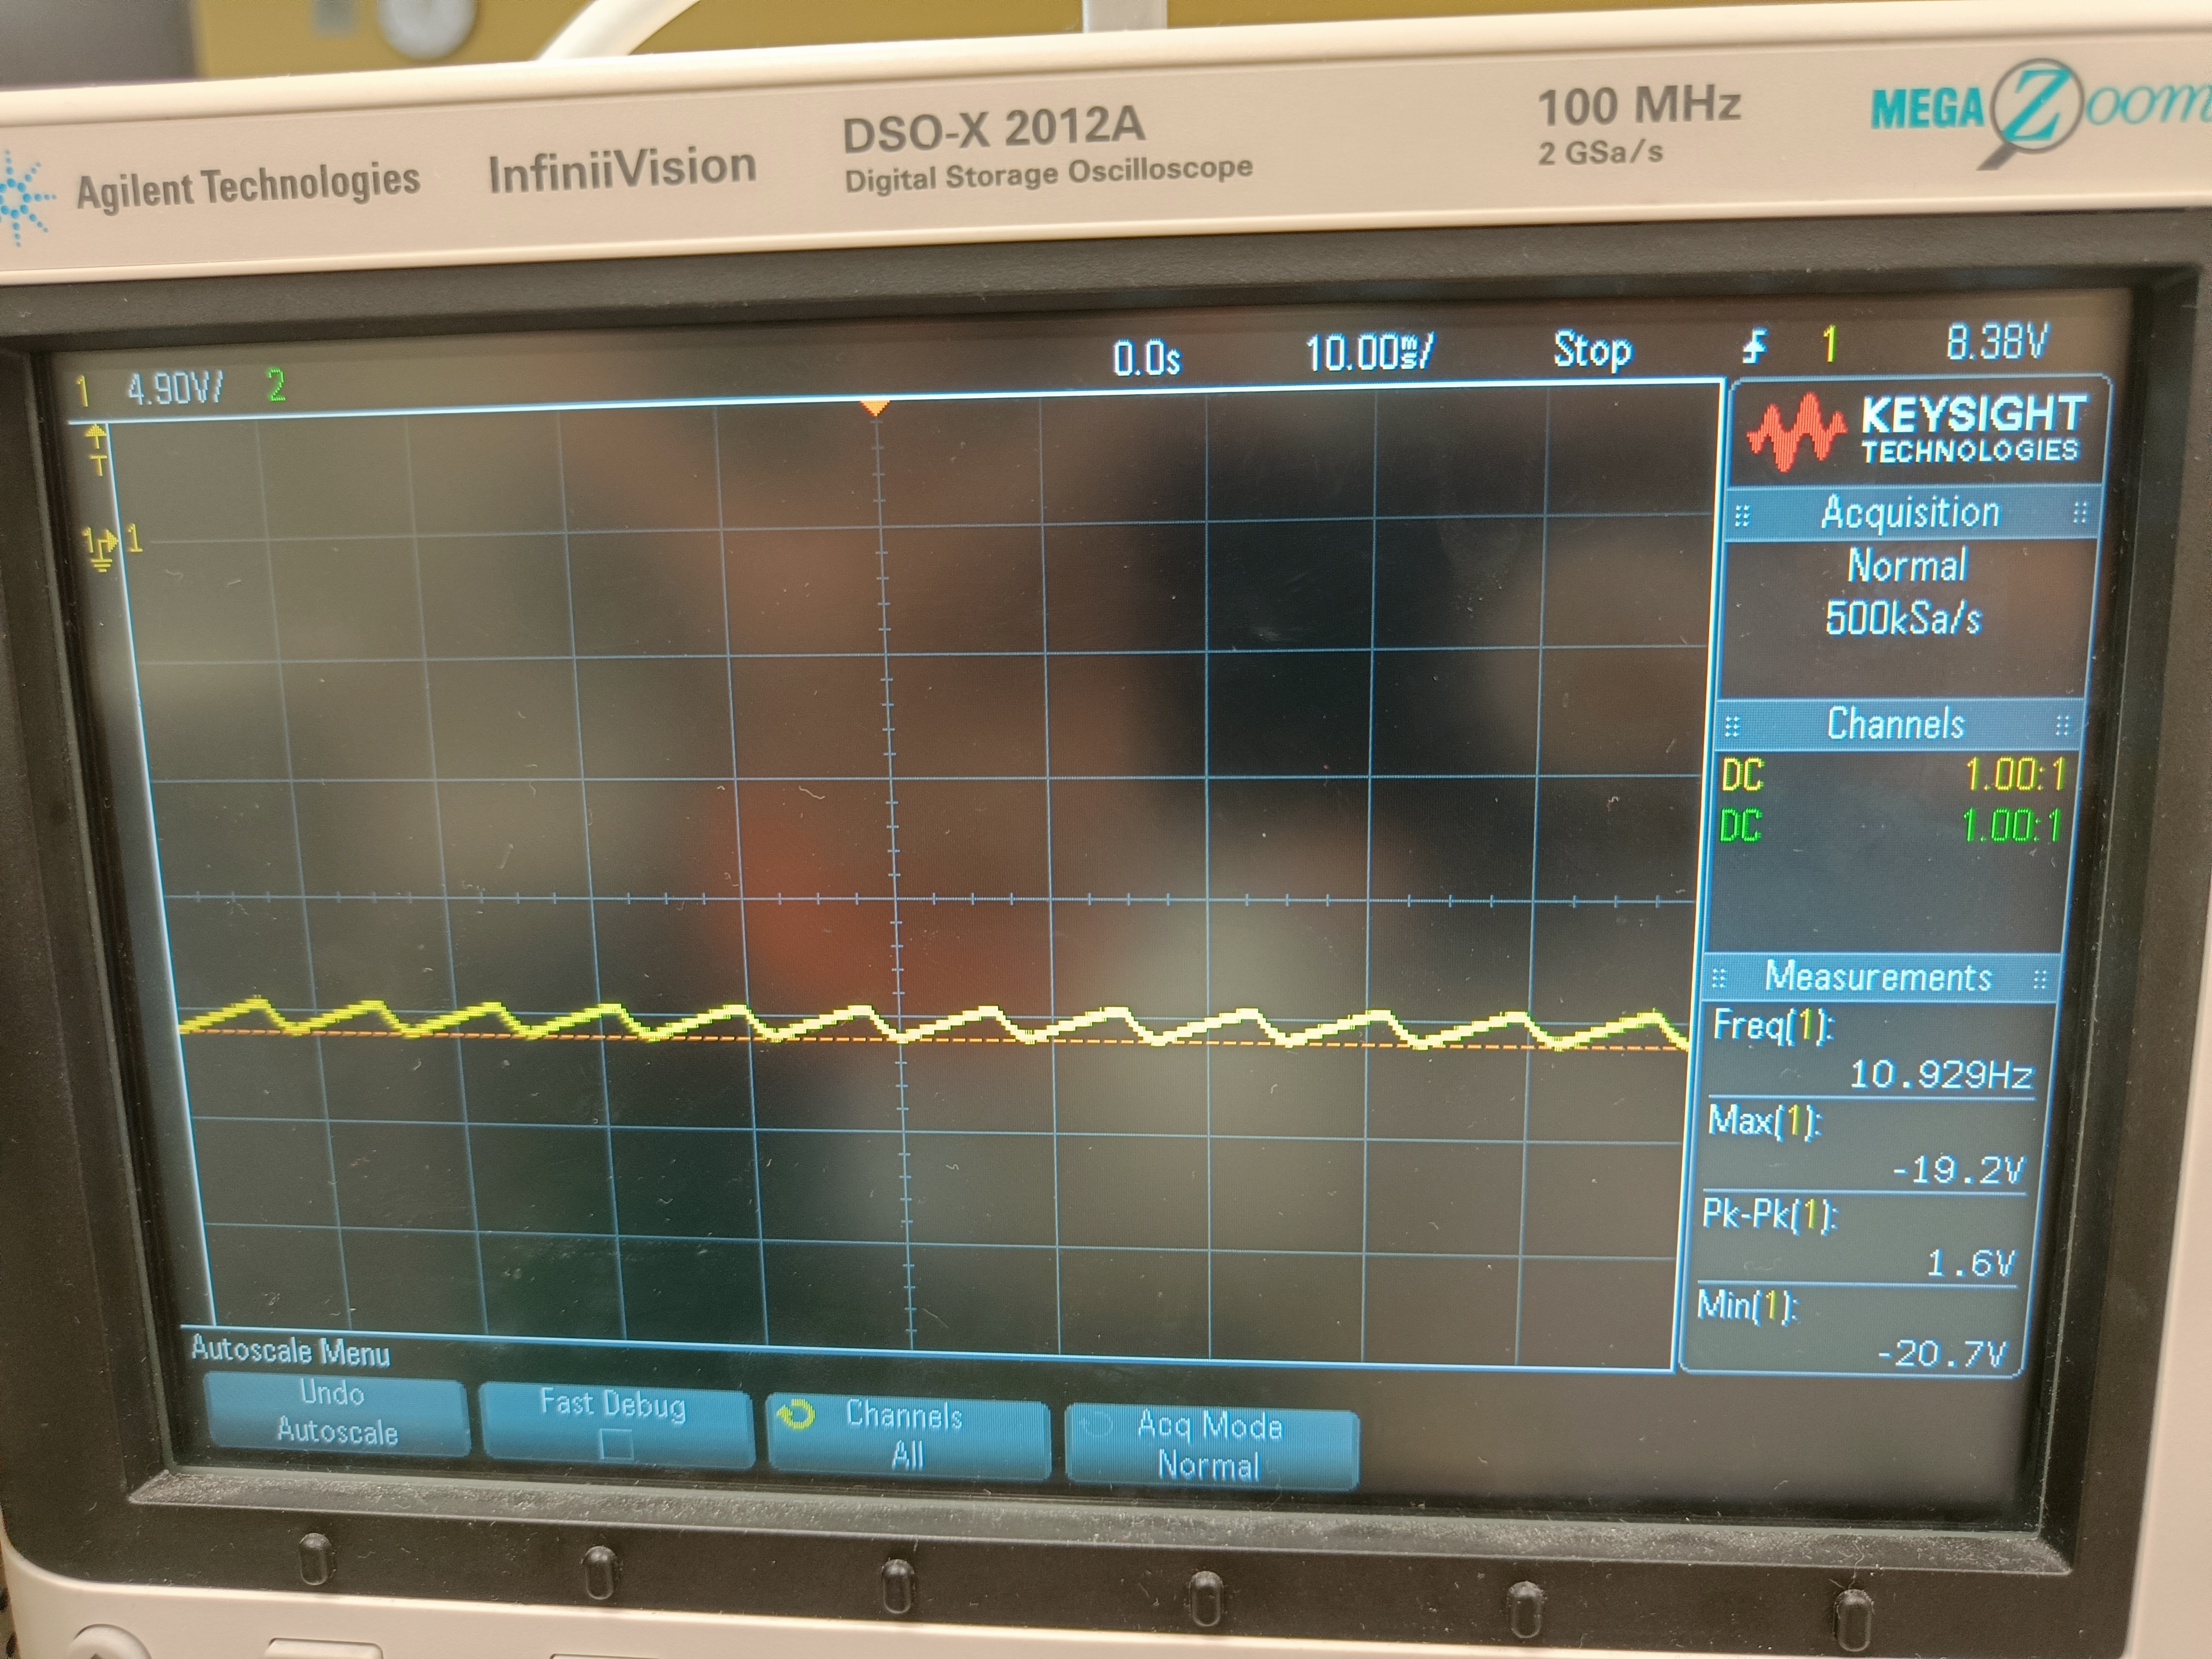 Agilent Technologies InfiniiVision DSO-X 2012A 100 MHz MEGA Zoom
Digital Storage Oscilloscope 2 GSa/s
1 4.90V/ 2 0.0s 10.00ms/ Stop 1 8.38V
T
1 1
KEYSIGHT
TECHNOLOGIES
Acquisition
Normal
500kSa/s
Channels
DC 1.00:1
DC 1.00:1
Measurements
Freq(1):
10.929Hz
Max(1):
-19.2V
Pk-Pk(1):
1.6V
Min(1):
-20.7V
Autoscale Menu
Undo
Autoscale
Fast Debug
Channels
All
Acq Mode
Normal